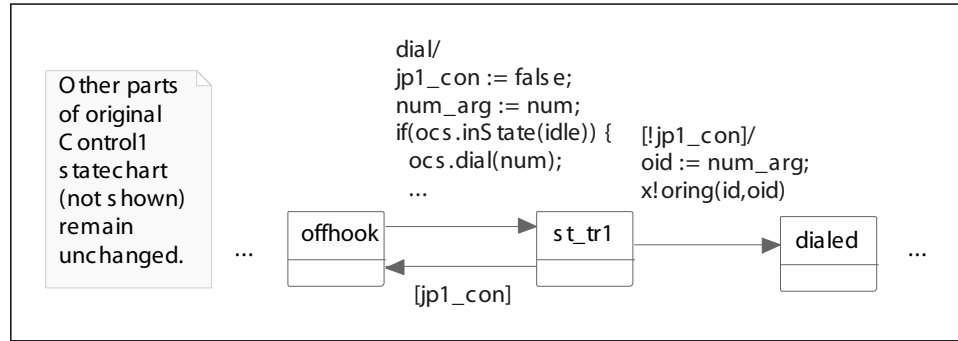 Other parts
of original
Control1
statechart
(not shown)
remain
unchanged.
...
dial/
jp1_con := false;
num_arg := num;
if(ocs.inState(idle)) {
ocs.dial(num);
...
[!jp1_con]/
oid := num_arg;
x!oring(id,oid)
offhook
st_tr1
dialed
...
[jp1_con]